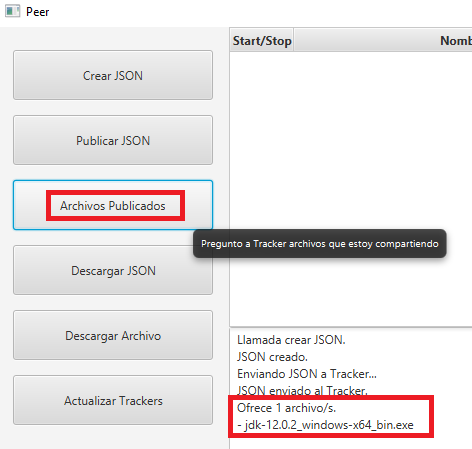 Peer
Start/Stop Nomb
Crear JSON
Publicar JSON
Archivos Publicados
Pregunto a Tracker archivos que estoy compartiendo
Descargar JSON
Descargar Archivo
Actualizar Trackers
Llamada crear JSON.
JSON creado.
Enviando JSON a Tracker...
JSON enviado al Tracker.
Ofrece 1 archivo/s.
- jdk-12.0.2_windows-x64_bin.exe